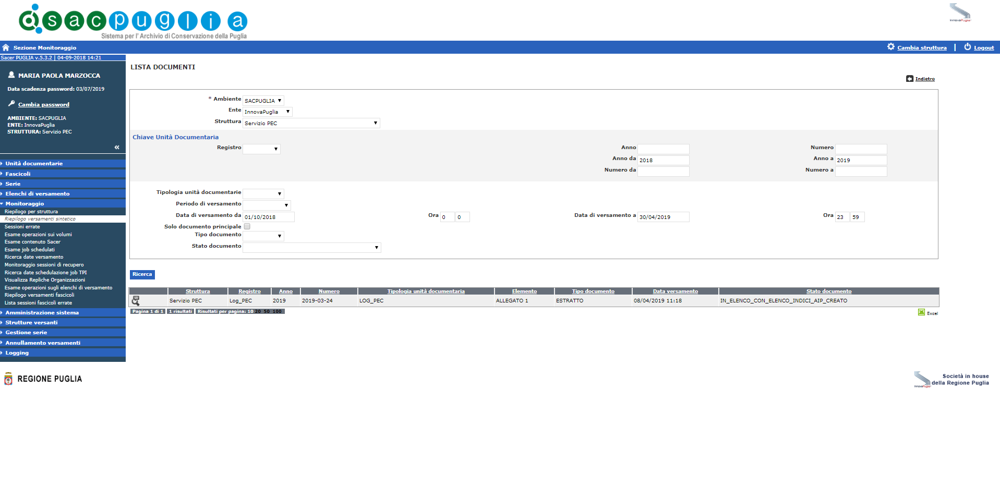 sacpuglia
Sistema per l' Archivio di Conservazione della Puglia
InnovaPuglia
Sezione Monitoraggio
Cambia struttura | Logout
Sacer PUGLIA v.5.3.2 | 04-09-2018 14:21
MARIA PAOLA MARZOCCA
Data scadenza password: 03/07/2019
Cambia password
AMBIENTE: SACPUGLIA
ENTE: InnovaPuglia
STRUTTURA: Servizio PEC
«
Unità documentarie
Fascicoli
Serie
Elenchi di versamento
Monitoraggio
Riepilogo per struttura
Riepilogo versamenti sintetico
Sessioni errate
Esame operazioni sui volumi
Esame contenuto Sacer
Esame job schedulati
Ricerca date versamento
Monitoraggio sessioni di recupero
Ricerca date schedulazione job TPI
Visualizza Repliche Organizzazioni
Esame operazioni sugli elenchi di versamento
Riepilogo versamenti fascicoli
Lista sessioni fascicoli errate
Amministrazione sistema
Strutture versanti
Gestione serie
Annullamento versamenti
Logging
LISTA DOCUMENTI
Indietro
* Ambiente SACPUGLIA
Ente InnovaPuglia
Struttura Servizio PEC
Chiave Unità Documentaria
Registro Anno Numero
Anno da 2018 Anno a 2019
Numero da Numero a
Tipologia unità documentarie
Periodo di versamento
Data di versamento da 01/10/2018 Ora 0 0 Data di versamento a 30/04/2019 Ora 23 59
Solo documento principale
Tipo documento
Stato documento
Ricerca
Struttura Registro Anno Numero Tipologia unità documentaria Elemento Tipo documento Data versamento Stato documento
UD Servizio PEC Log_PEC 2019 2019-03-24 LOG_PEC ALLEGATO 1 ESTRATTO 08/04/2019 11:18 IN_ELENCO_CON_ELENCO_INDICI_AIP_CREATO
Pagina 1 di 1 1 risultati Risultati per pagina: 10 20 50 100
Excel
REGIONE PUGLIA
InnovaPuglia
Società in house
della Regione Puglia